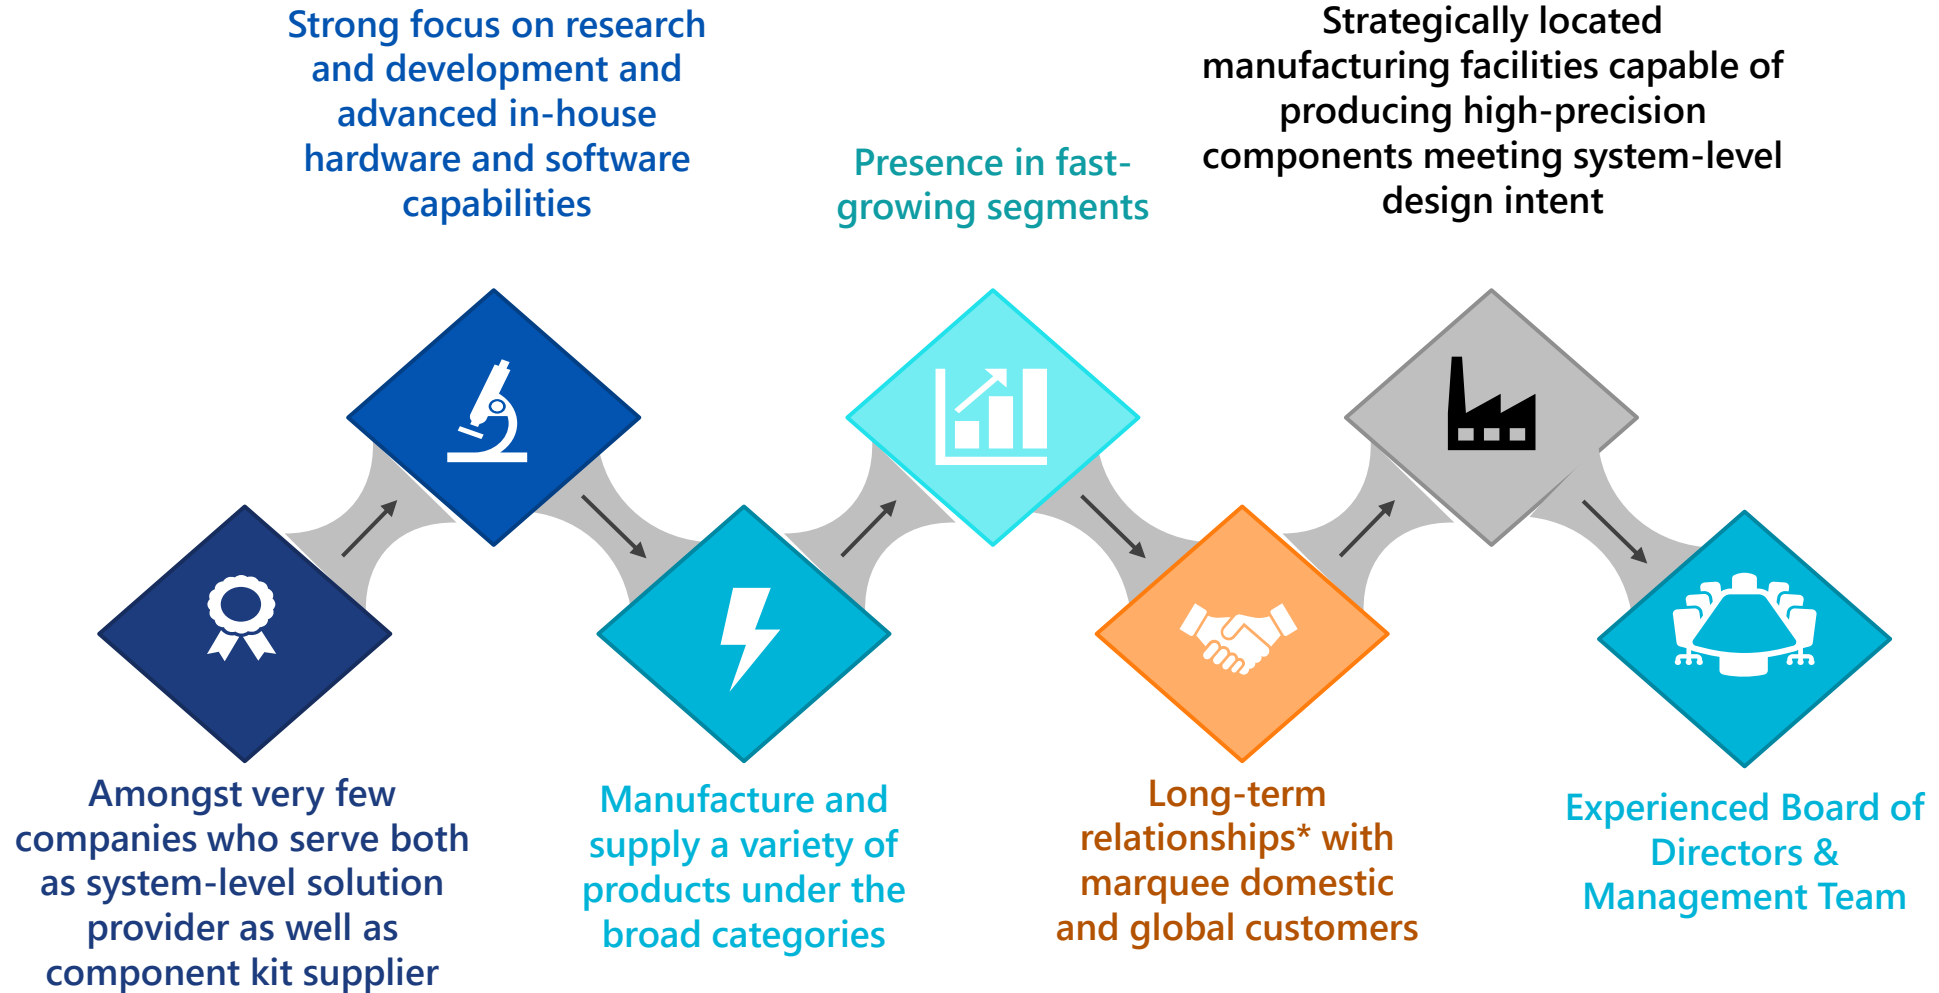 Strong focus on research
and development and
advanced in-house
hardware and software
capabilities
Presence in fast-
growing segments
Strategically located
manufacturing facilities capable of
producing high-precision
components meeting system-level
design intent
Amongst very few
companies who serve both
as system-level solution
provider as well as
component kit supplier
Manufacture and
supply a variety of
products under the
broad categories
Long-term
relationships* with
marquee domestic
and global customers
Experienced Board of
Directors &
Management Team